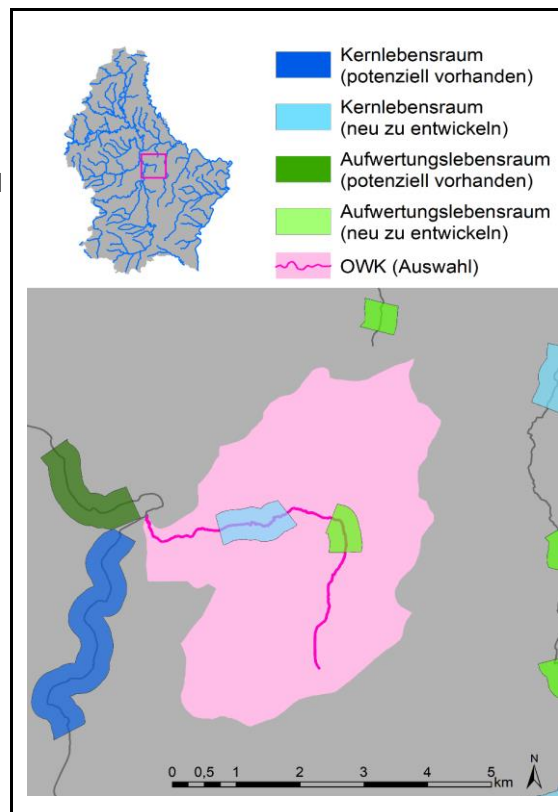 Kernlebensraum
(potenziell vorhanden)
Kernlebensraum
(neu zu entwickeln)
Aufwertungslebensraum
(potenziell vorhanden)
Aufwertungslebensraum
(neu zu entwickeln)
OWK (Auswahl)
0 0,5 1 2 3 4 5
km
N